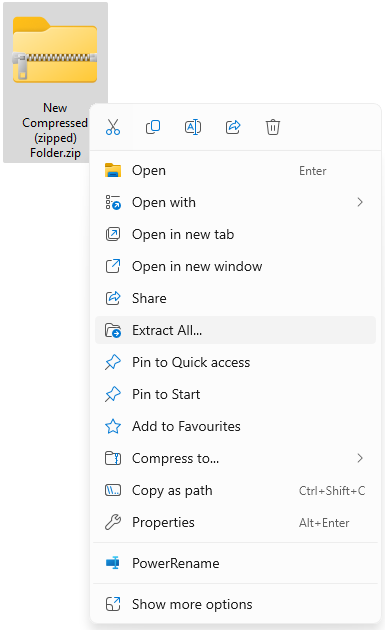 New
Compressed
(zipped)
Folder.zip
Open Enter
Open with
Open in new tab
Open in new window
Share
Extract All...
Pin to Quick access
Pin to Start
Add to Favourites
Compress to...
Copy as path Ctrl+Shift+C
Properties Alt+Enter
PowerRename
Show more options